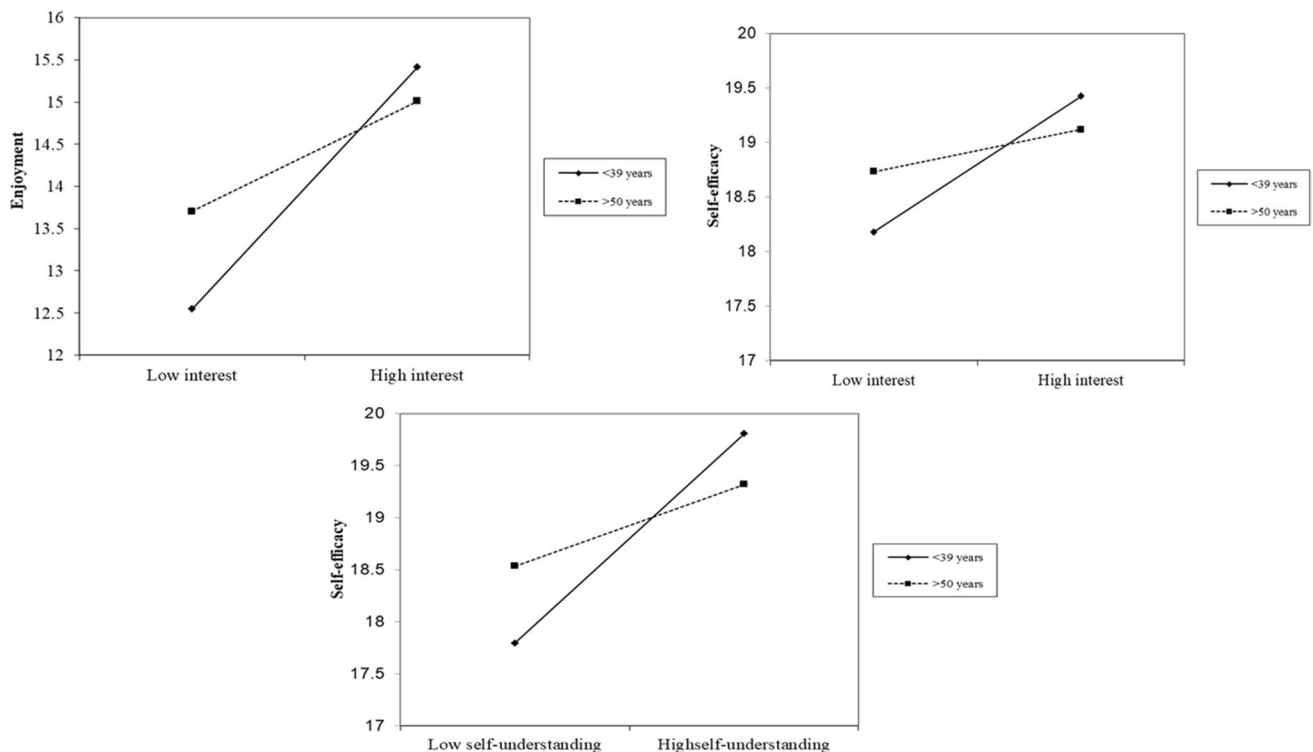 16
15.5
15
14.5
14
13.5
13
12.5
12
Enjoyment
Low interest High interest
<39 years
>50 years
20
19.5
19
18.5
18
17.5
17
Self-efficacy
Low interest High interest
<39 years
>50 years
20
19.5
19
18.5
18
17.5
17
Self-efficacy
Low self-understanding Highself-understanding
<39 years
>50 years